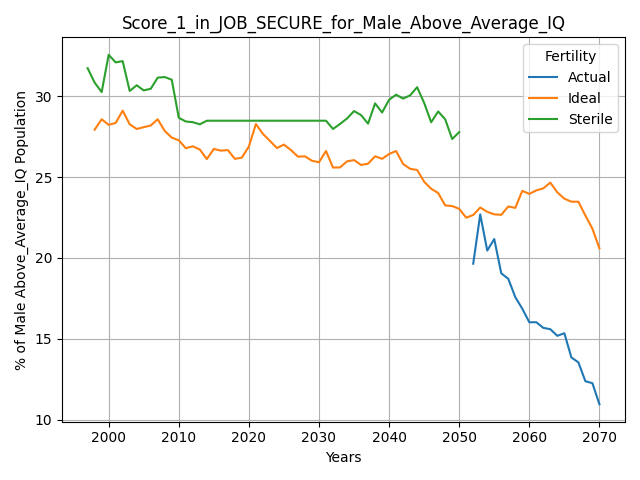 Score_1_in_JOB_SECURE_for_Male_Above_Average_IQ
Fertility
Actual
Ideal
Sterile
% of Male Above_Average_IQ Population
30
25
20
15
10
2000 2010 2020 2030 2040 2050 2060 2070
Years